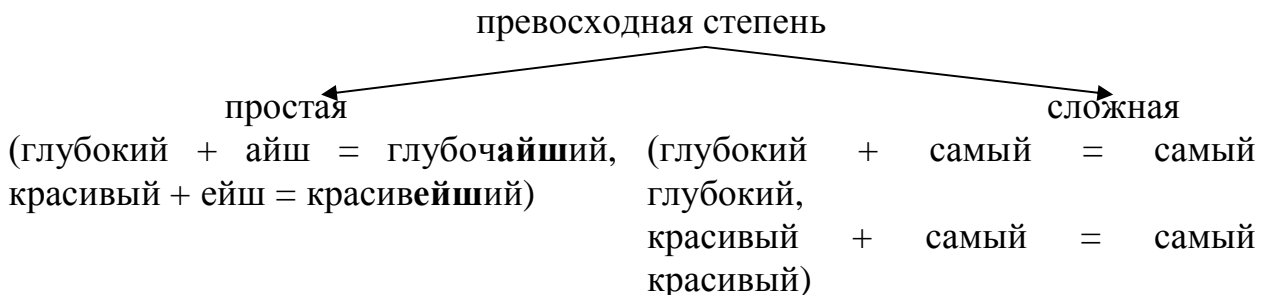 превосходная степень
простая
(глубокий + айш = глубочайший,
красивый + ейш = красивейший)
сложная
(глубокий + самый = самый
глубокий,
красивый + самый = самый
красивый)